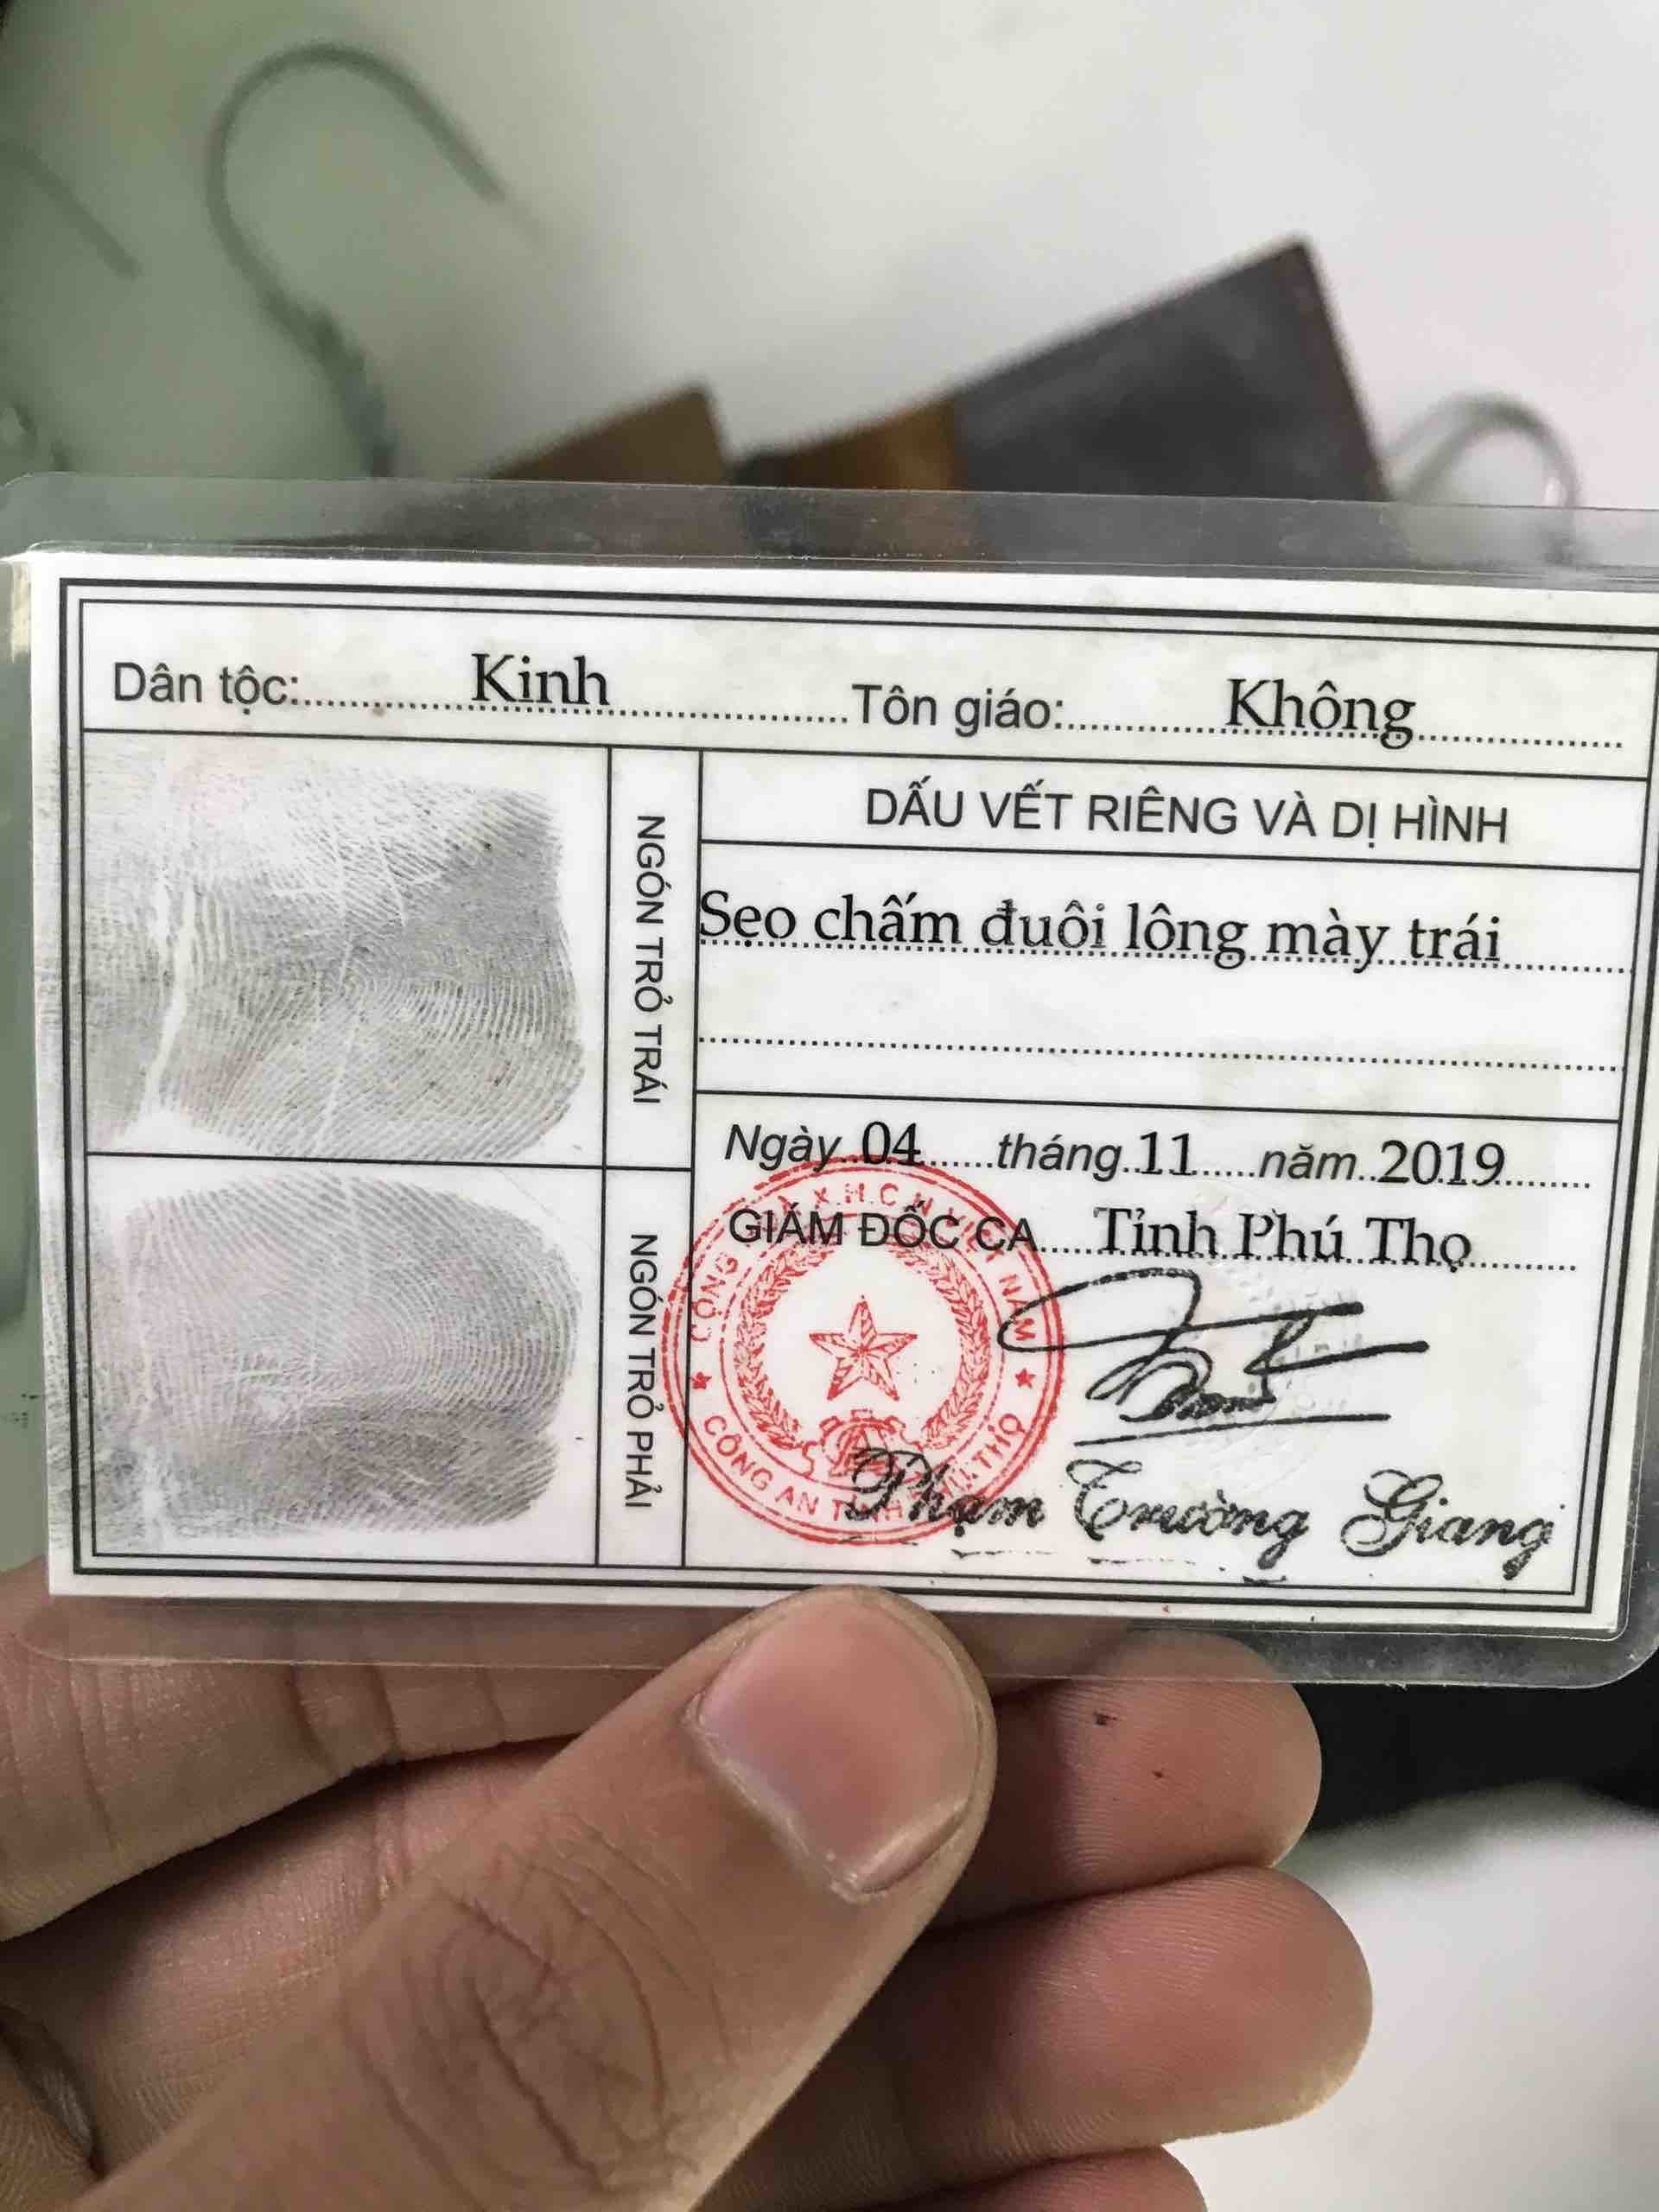 Dân tộc: Kinh Tôn giáo: Không
NGÓN TRỎ TRÁI
DẤU VẾT RIÊNG VÀ DỊ HÌNH
Sẹo chấm đuôi lông mày trái
Ngày 04 tháng 11 năm 2019
GIÁM ĐỐC CA Tỉnh Phú Thọ
NGÓN TRỎ PHẢI
X.H.C.N VIỆT NAM
CÔNG AN TỈNH PHÚ THỌ
Phạm Trường Giang